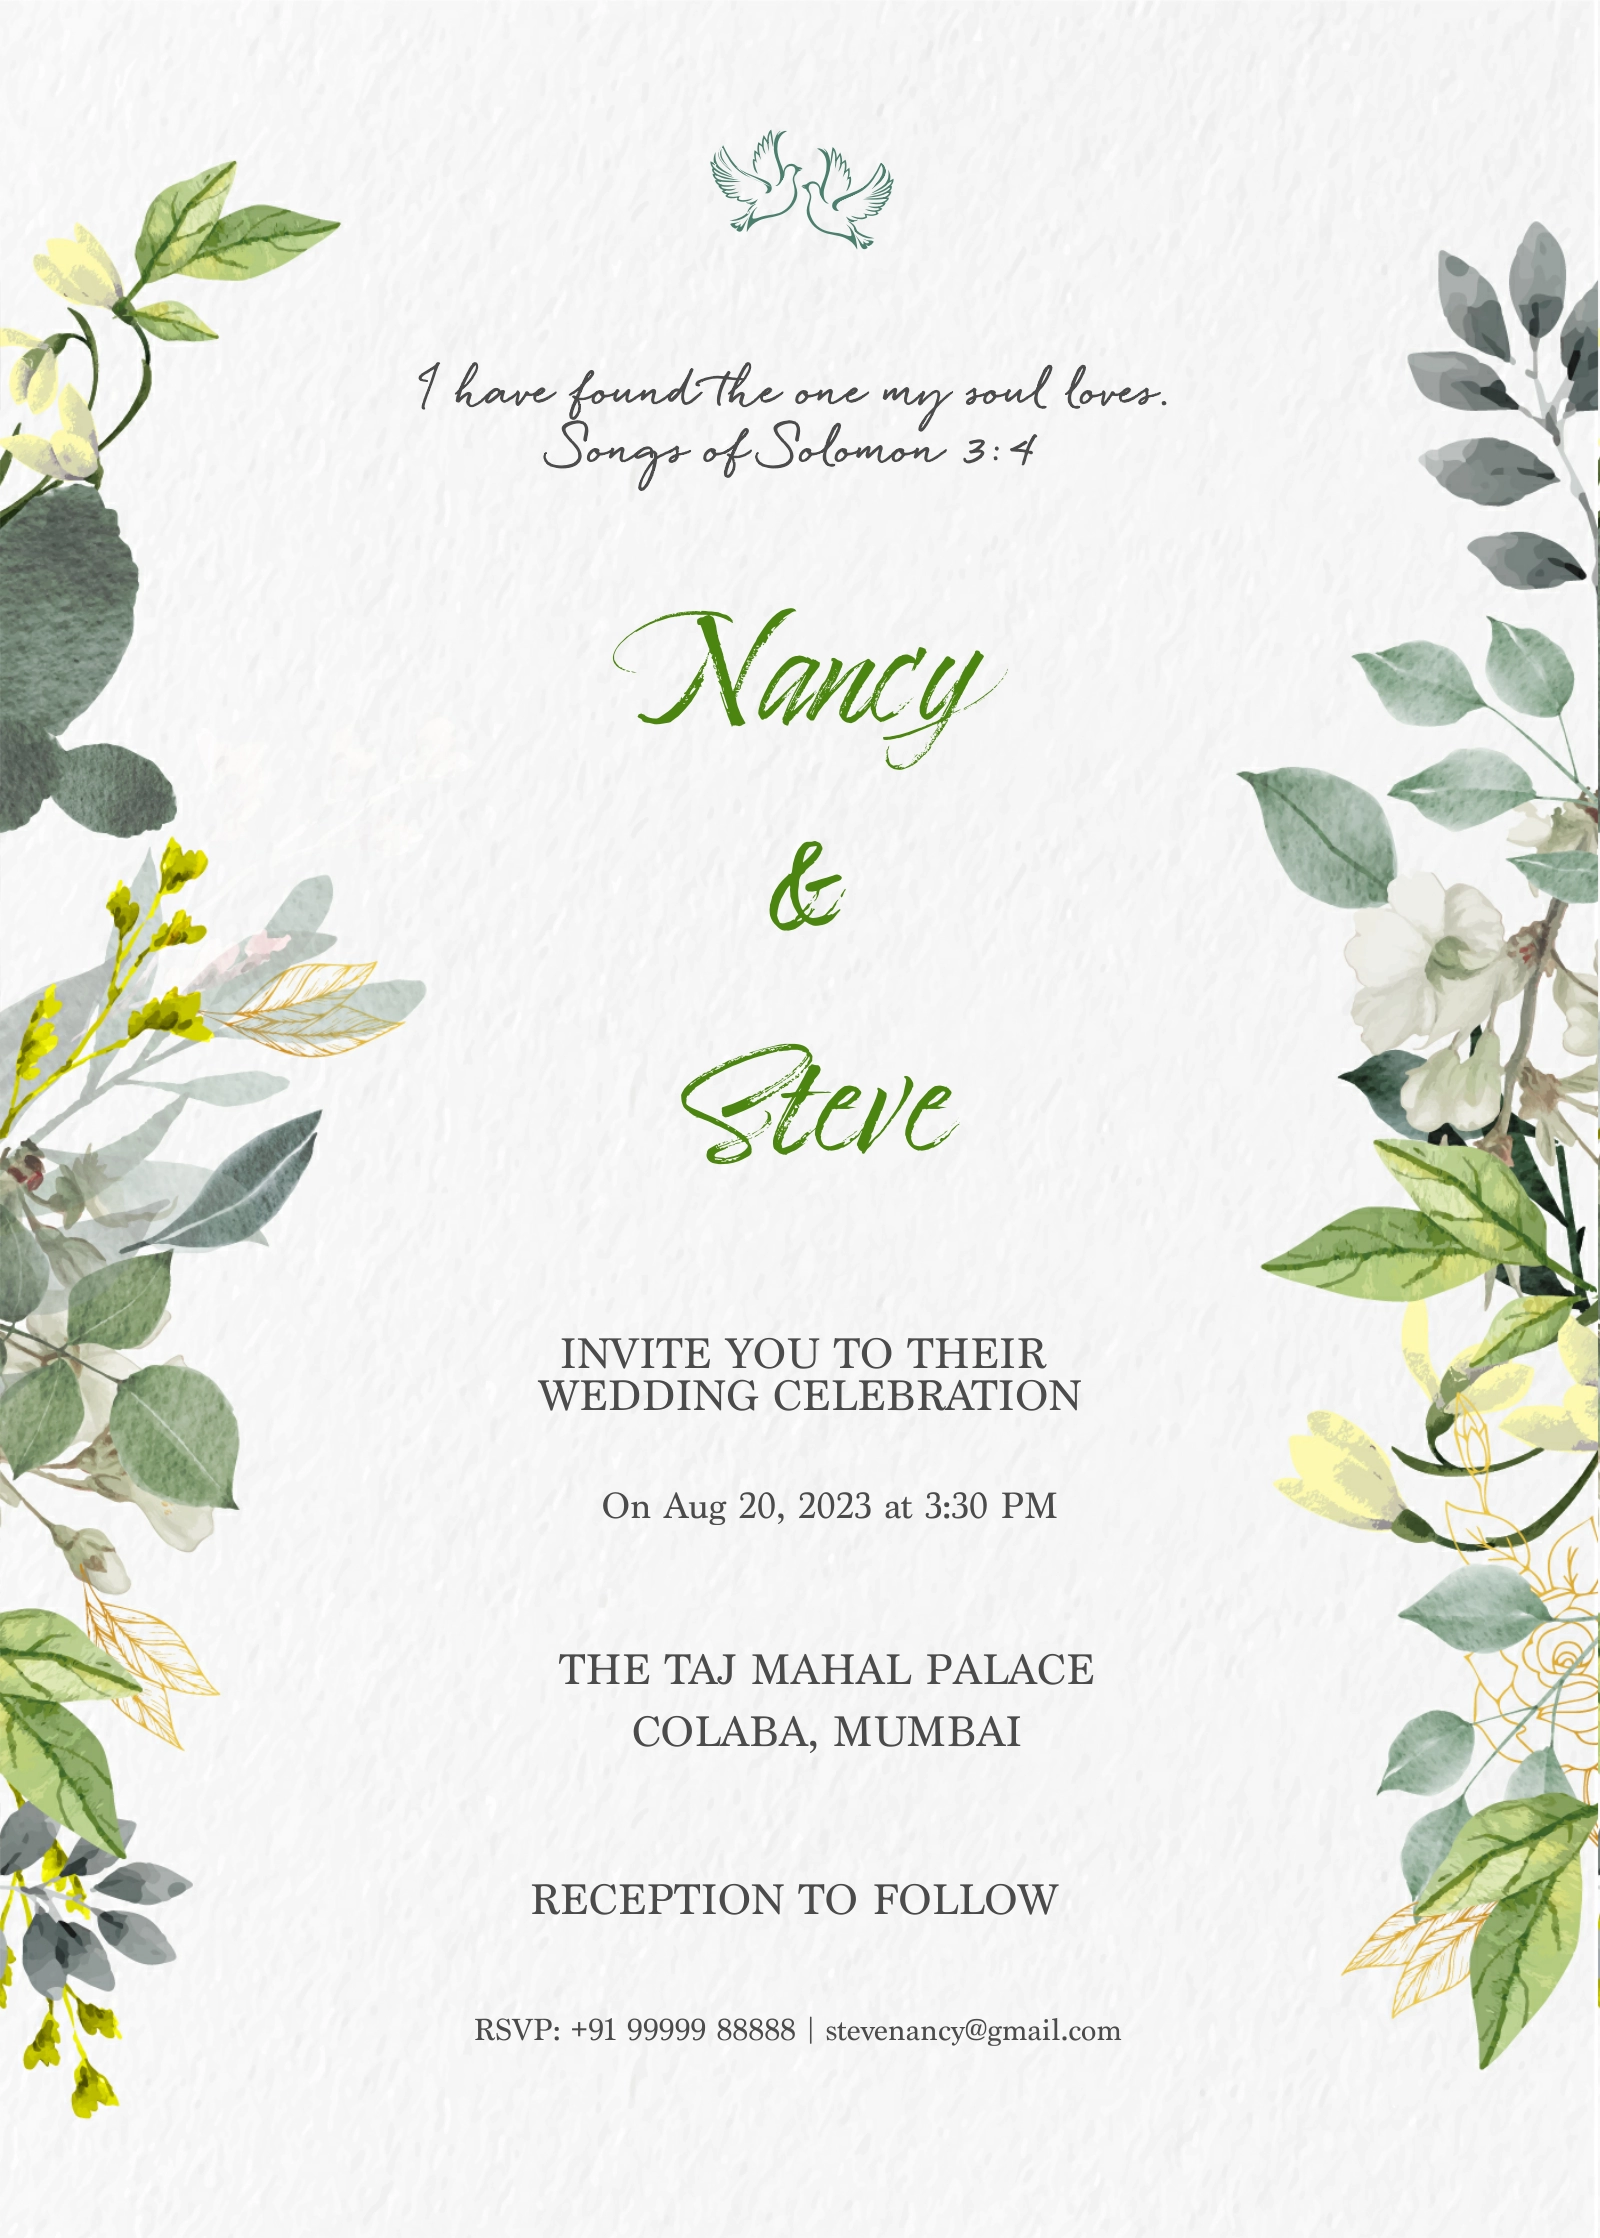 I have found the one my soul loves.
Songs of Solomon 3:4
Nancy
&
Steve
INVITE YOU TO THEIR
WEDDING CELEBRATION
On Aug 20, 2023 at 3:30 PM
THE TAJ MAHAL PALACE
COLABA, MUMBAI
RECEPTION TO FOLLOW
RSVP: +91 99999 88888 | stevenancy@gmail.com